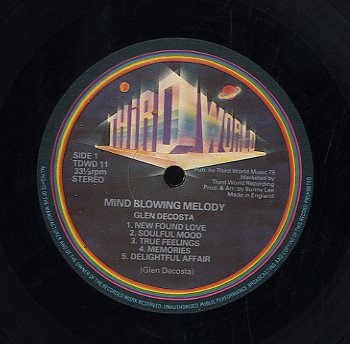 THIRD WORLD
SIDE 1
TDWD 11
33⅓rpm
STEREO
Pub. by Third World Music 79
Marketed by
Third World Recording
Prod. & Arr. by Bunny Lee
Made in England
MIND BLOWING MELODY
GLEN DECOSTA
1. NEW FOUND LOVE
2. SOULFUL MOOD
3. TRUE FEELINGS
4. MEMORIES
5. DELIGHTFUL AFFAIR
(Glen Decosta)
ALL RIGHTS OF THE MANUFACTURER AND OF THE OWNER OF THE RECORDED WORK RESERVED. UNAUTHORISED PUBLIC PERFORMANCE BROADCASTING AND COPYING OF THIS RECORD PROHIBITED